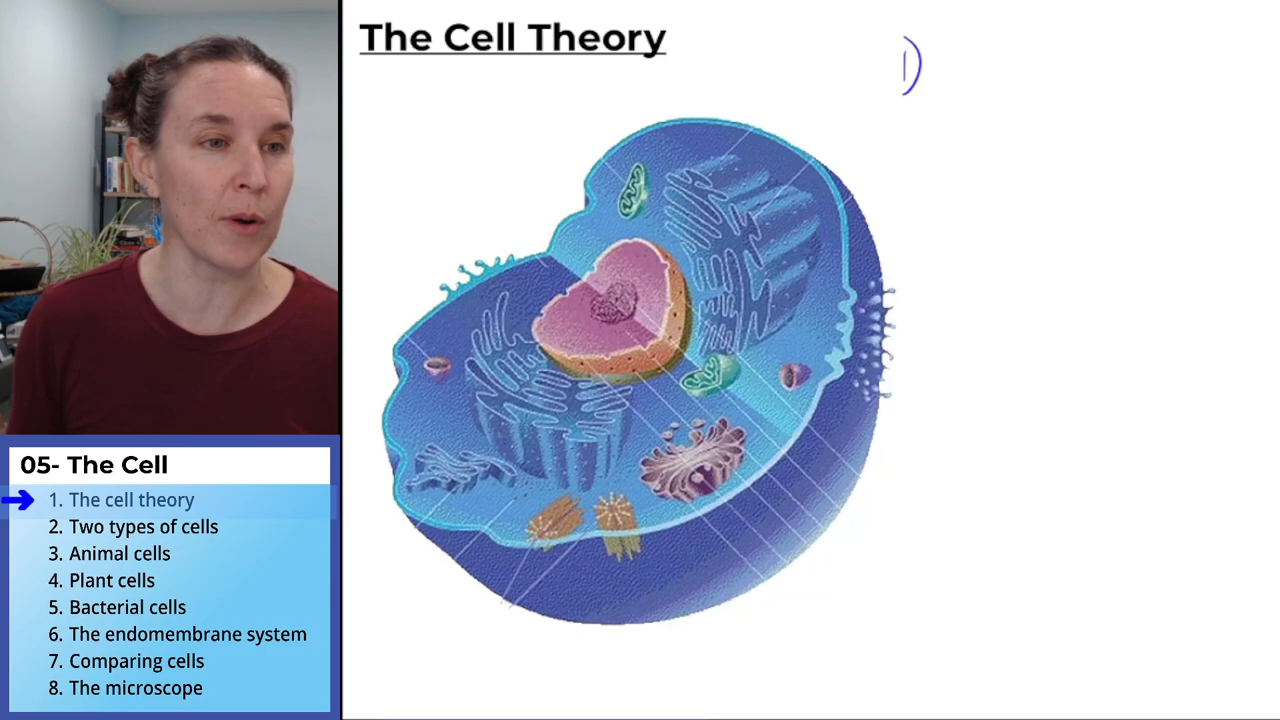 The Cell Theory
1)
05- The Cell
1. The cell theory
2. Two types of cells
3. Animal cells
4. Plant cells
5. Bacterial cells
6. The endomembrane system
7. Comparing cells
8. The microscope